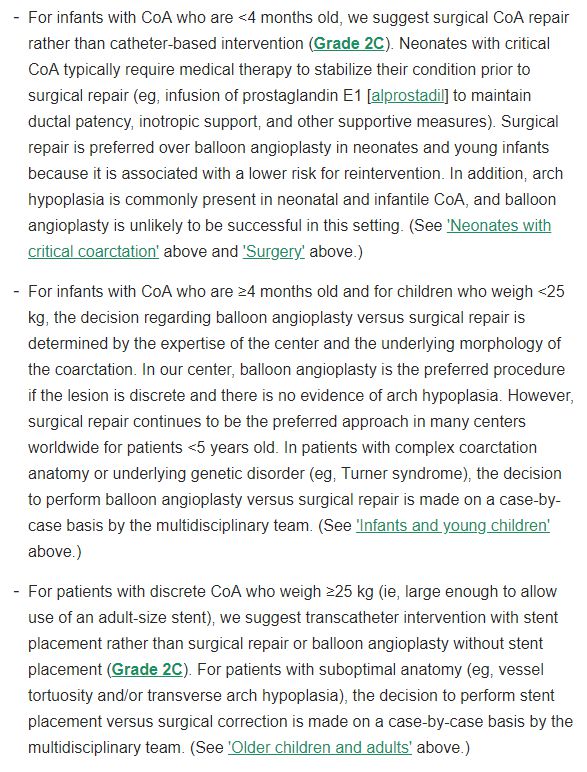 - For infants with CoA who are <4 months old, we suggest surgical CoA repair
rather than catheter-based intervention (Grade 2C). Neonates with critical
CoA typically require medical therapy to stabilize their condition prior to
surgical repair (eg, infusion of prostaglandin E1 [alprostadil] to maintain
ductal patency, inotropic support, and other supportive measures). Surgical
repair is preferred over balloon angioplasty in neonates and young infants
because it is associated with a lower risk for reintervention. In addition, arch
hypoplasia is commonly present in neonatal and infantile CoA, and balloon
angioplasty is unlikely to be successful in this setting. (See 'Neonates with
critical coarctation' above and 'Surgery' above.)
- For infants with CoA who are ≥4 months old and for children who weigh <25
kg, the decision regarding balloon angioplasty versus surgical repair is
determined by the expertise of the center and the underlying morphology of
the coarctation. In our center, balloon angioplasty is the preferred procedure
if the lesion is discrete and there is no evidence of arch hypoplasia. However,
surgical repair continues to be the preferred approach in many centers
worldwide for patients <5 years old. In patients with complex coarctation
anatomy or underlying genetic disorder (eg, Turner syndrome), the decision
to perform balloon angioplasty versus surgical repair is made on a case-by-
case basis by the multidisciplinary team. (See 'Infants and young children'
above.)
- For patients with discrete CoA who weigh ≥25 kg (ie, large enough to allow
use of an adult-size stent), we suggest transcatheter intervention with stent
placement rather than surgical repair or balloon angioplasty without stent
placement (Grade 2C). For patients with suboptimal anatomy (eg, vessel
tortuosity and/or transverse arch hypoplasia), the decision to perform stent
placement versus surgical correction is made on a case-by-case basis by the
multidisciplinary team. (See 'Older children and adults' above.)